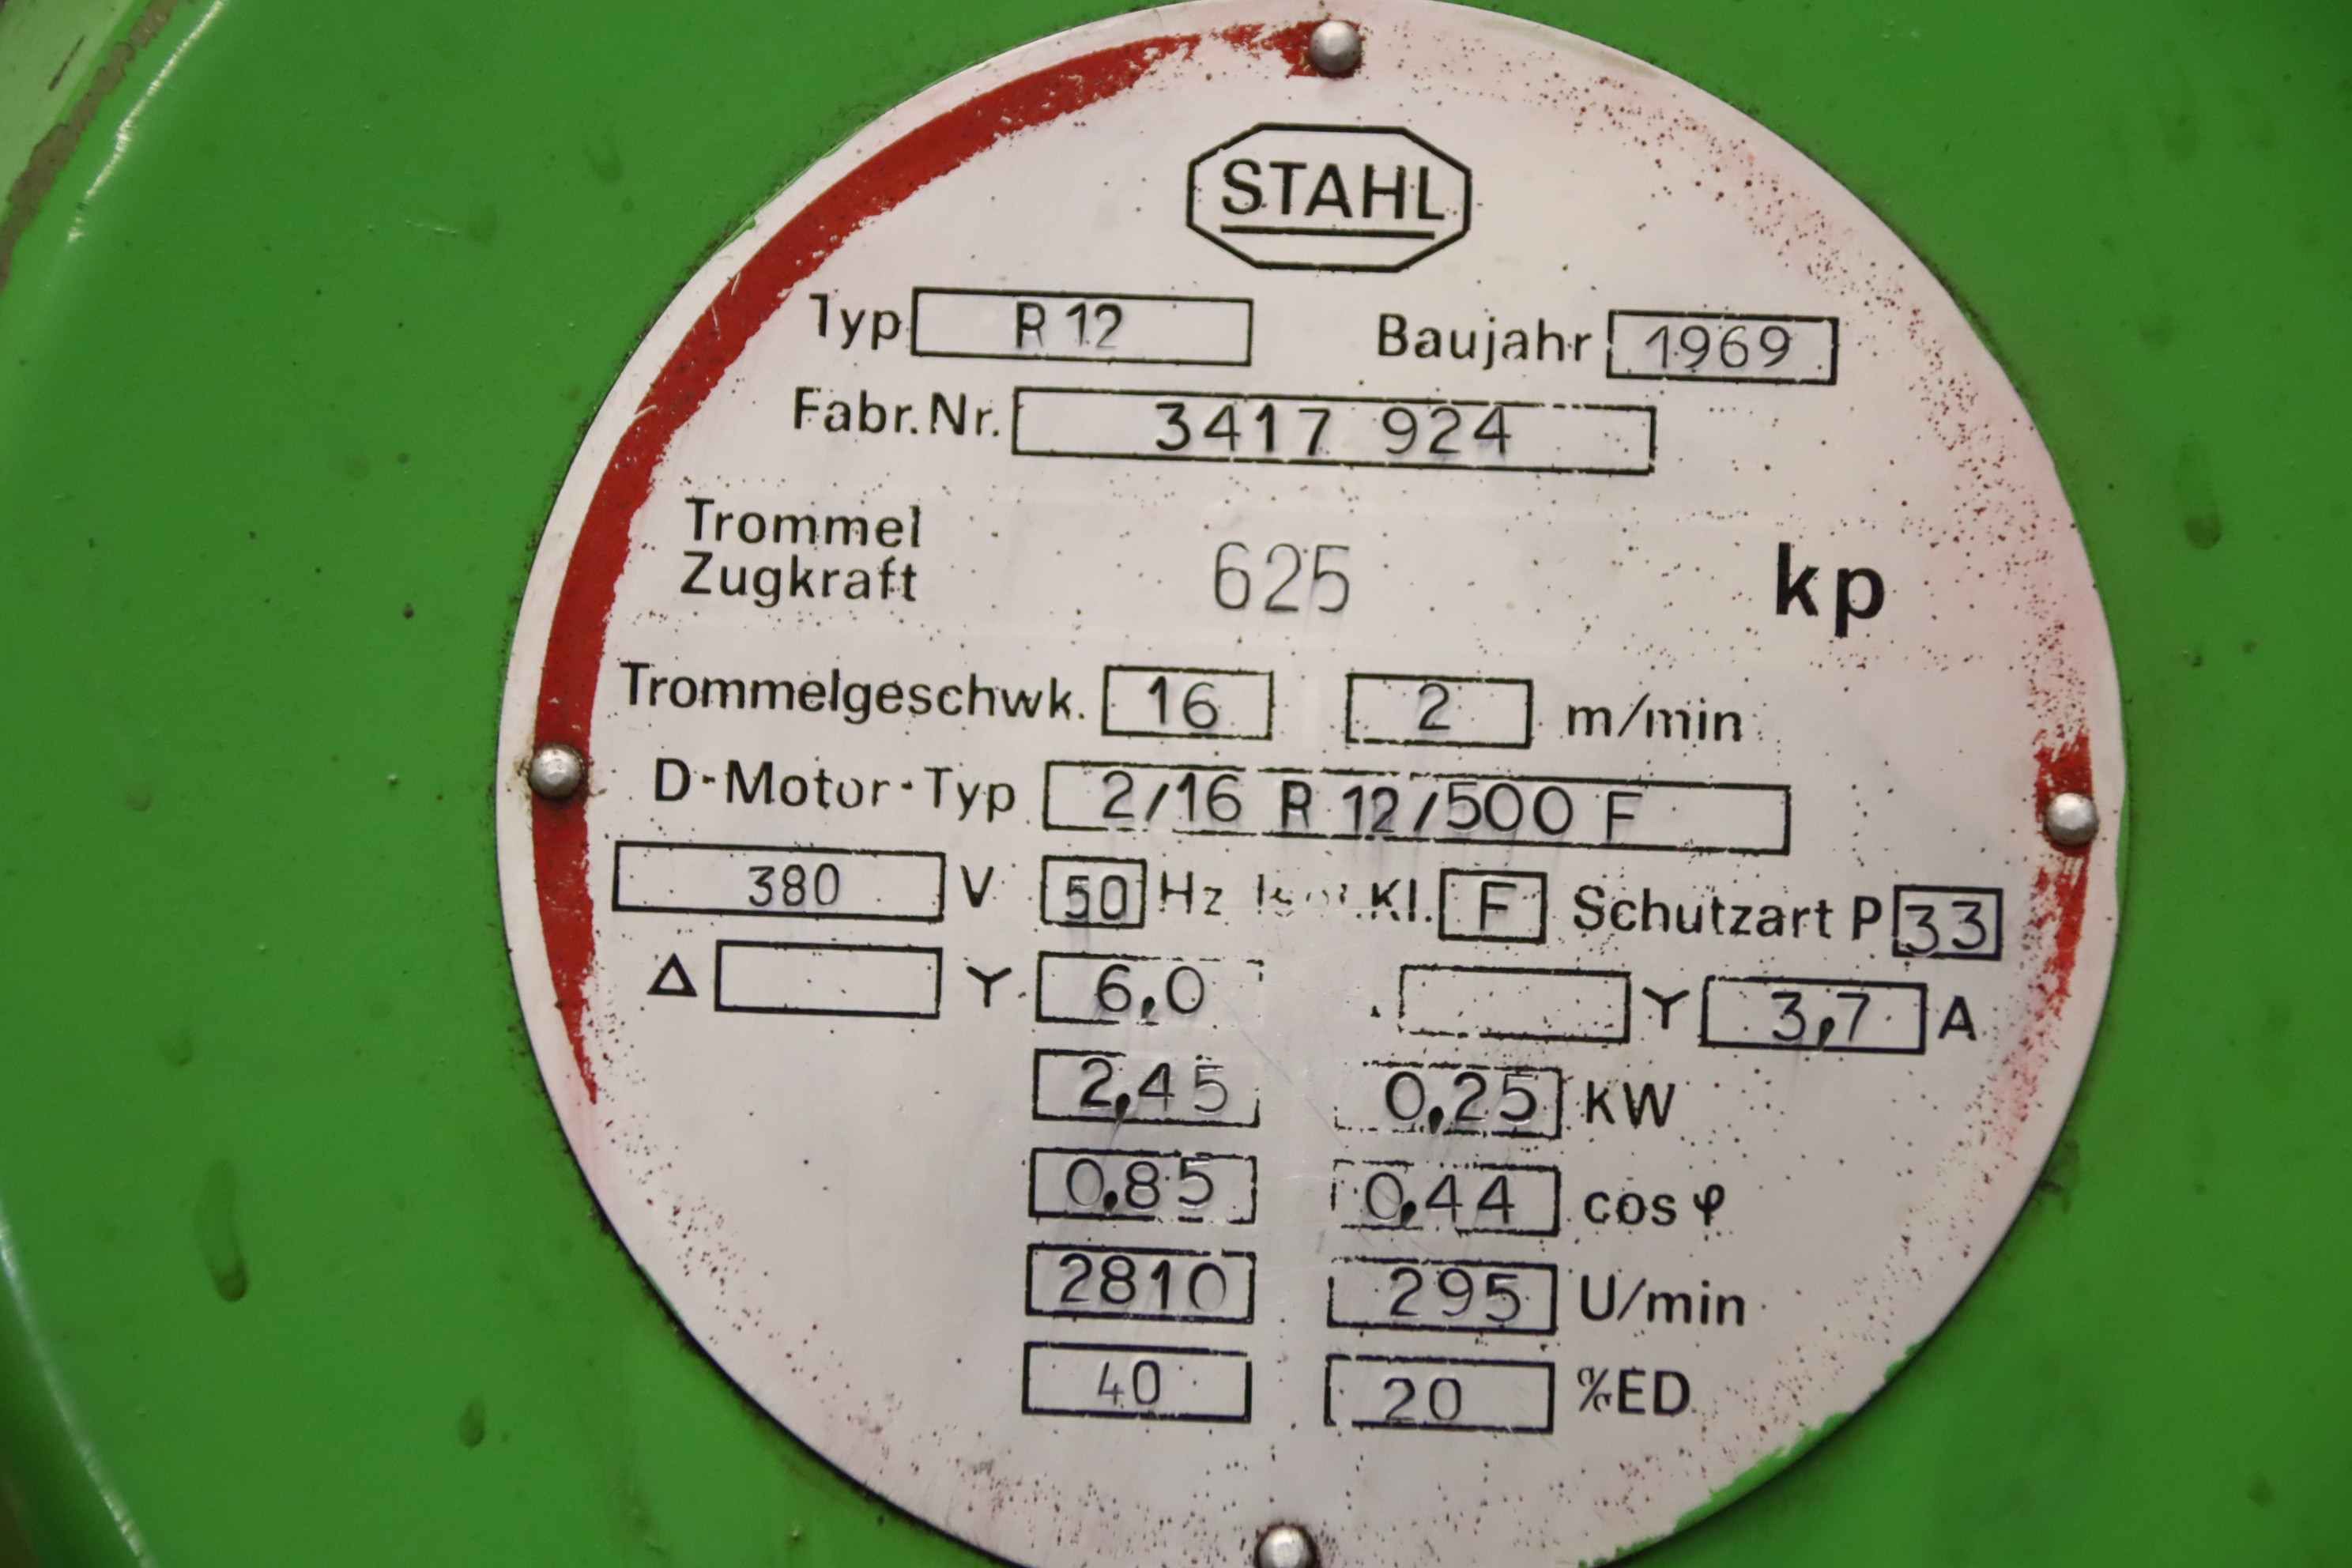 STAHL
Typ R 12 Baujahr 1969
Fabr. Nr. 3417 924
Trommel
Zugkraft 625 kp
Trommelgeschwk. 16 2 m/min
D-Motor-Typ 2/16 R 12/500 F
380 V 50 Hz Kl. F Schutzart P 33
Δ Y 6,0 Y 3,7 A
2,45 0,25 KW
0,85 0,44 cos φ
2810 295 U/min
40 20 %ED